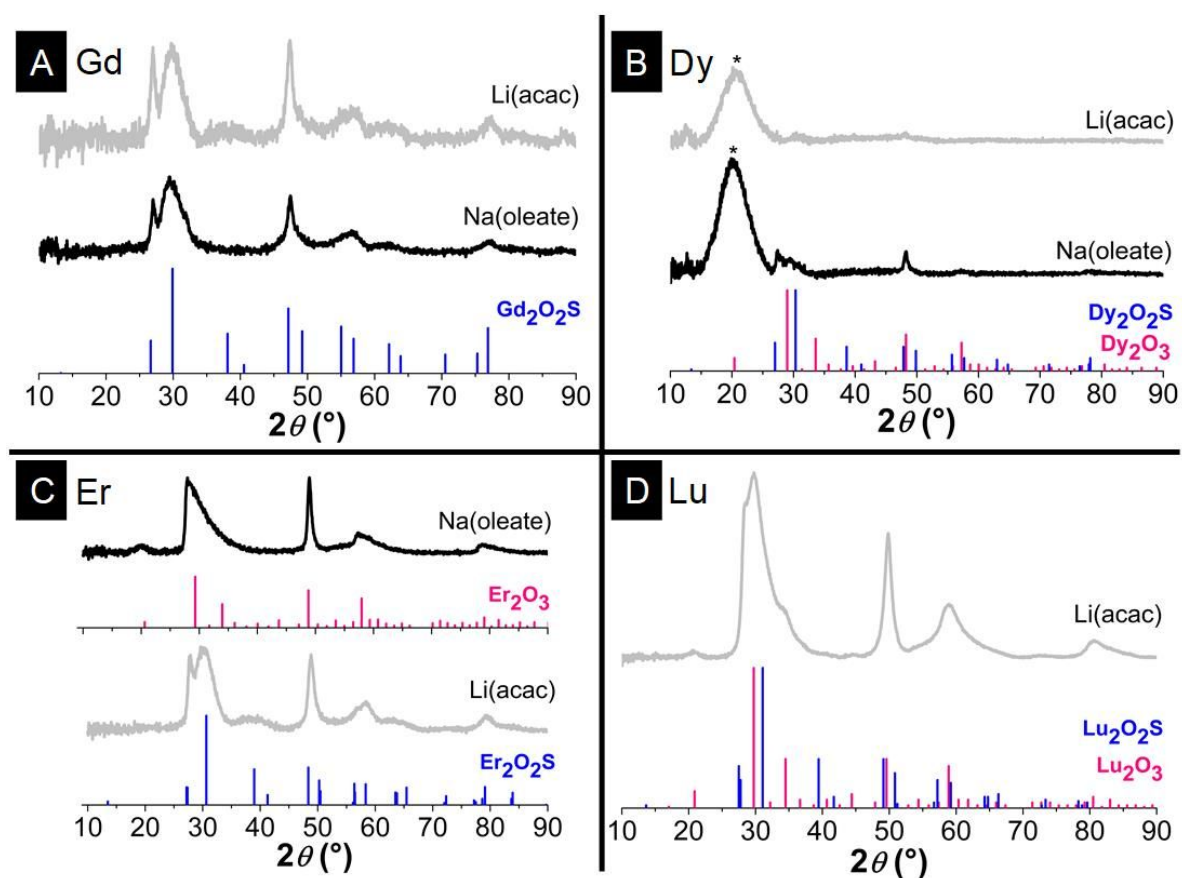 A Gd
Li(acac)
Na(oleate)
Gd₂O₂S
10 20 30 40 50 60 70 80 90
2θ (°)
B Dy
*
Li(acac)
*
Na(oleate)
Dy₂O₂S
Dy₂O₃
10 20 30 40 50 60 70 80 90
2θ (°)
C Er
Na(oleate)
Er₂O₃
Li(acac)
Er₂O₂S
10 20 30 40 50 60 70 80 90
2θ (°)
D Lu
Li(acac)
Lu₂O₂S
Lu₂O₃
10 20 30 40 50 60 70 80 90
2θ (°)